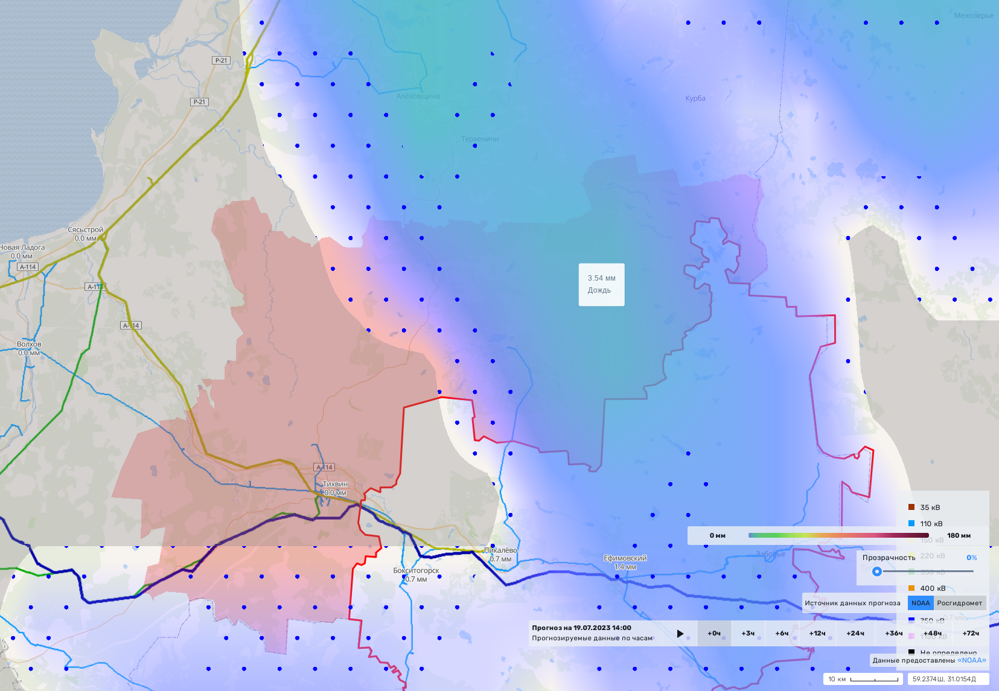 Межозерье
Р-21
Алёховщина
Курба
Р-21
Тервеничи
Сясьстрой
0.0 мм
Новая Ладога
0.0 мм
А-114
3.54 мм
Дождь
А-114
А-114
Волхов
0.0 мм
А-114
Тихвин
0.0 мм
35 кВ
110 кВ
0 мм
180 мм
150 кВ
Пикалёво
0.7 мм
Ефимовский
1.4 мм
Заборье
220 кВ
Прозрачность
0%
Бокситогорск
0.7 мм
330 кВ
400 кВ
Источник данных прогноза
NOAA
Росгидромет
0.7 мм
750 кВ
Прогноз на 19.07.2023 14:00
Прогнозируемые данные по часам
+0ч
+3ч
+6ч
+12ч
+24ч
+36ч
+48ч
+72ч
1150 кВ
Не определено
Данные предоставлены «NOAA»
10 км
59.2374Ш, 31.0154Д